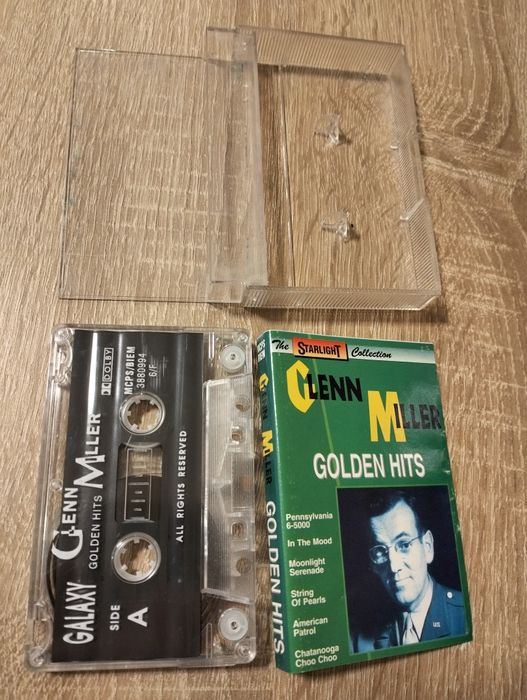 GALAXY
GLENN MILLER
GOLDEN HITS
SIDE
A
DOLBY
MCPS/BIEM
3880994
6/F
ALL RIGHTS RESERVED
GLENN MILLER GOLDEN HITS
The STARLIGHT Collection
GLENN
MILLER
GOLDEN HITS
Pennsylvania
6-5000
In The Mood
Moonlight
Serenade
String
Of Pearls
American
Patrol
Chatanooga
Choo Choo